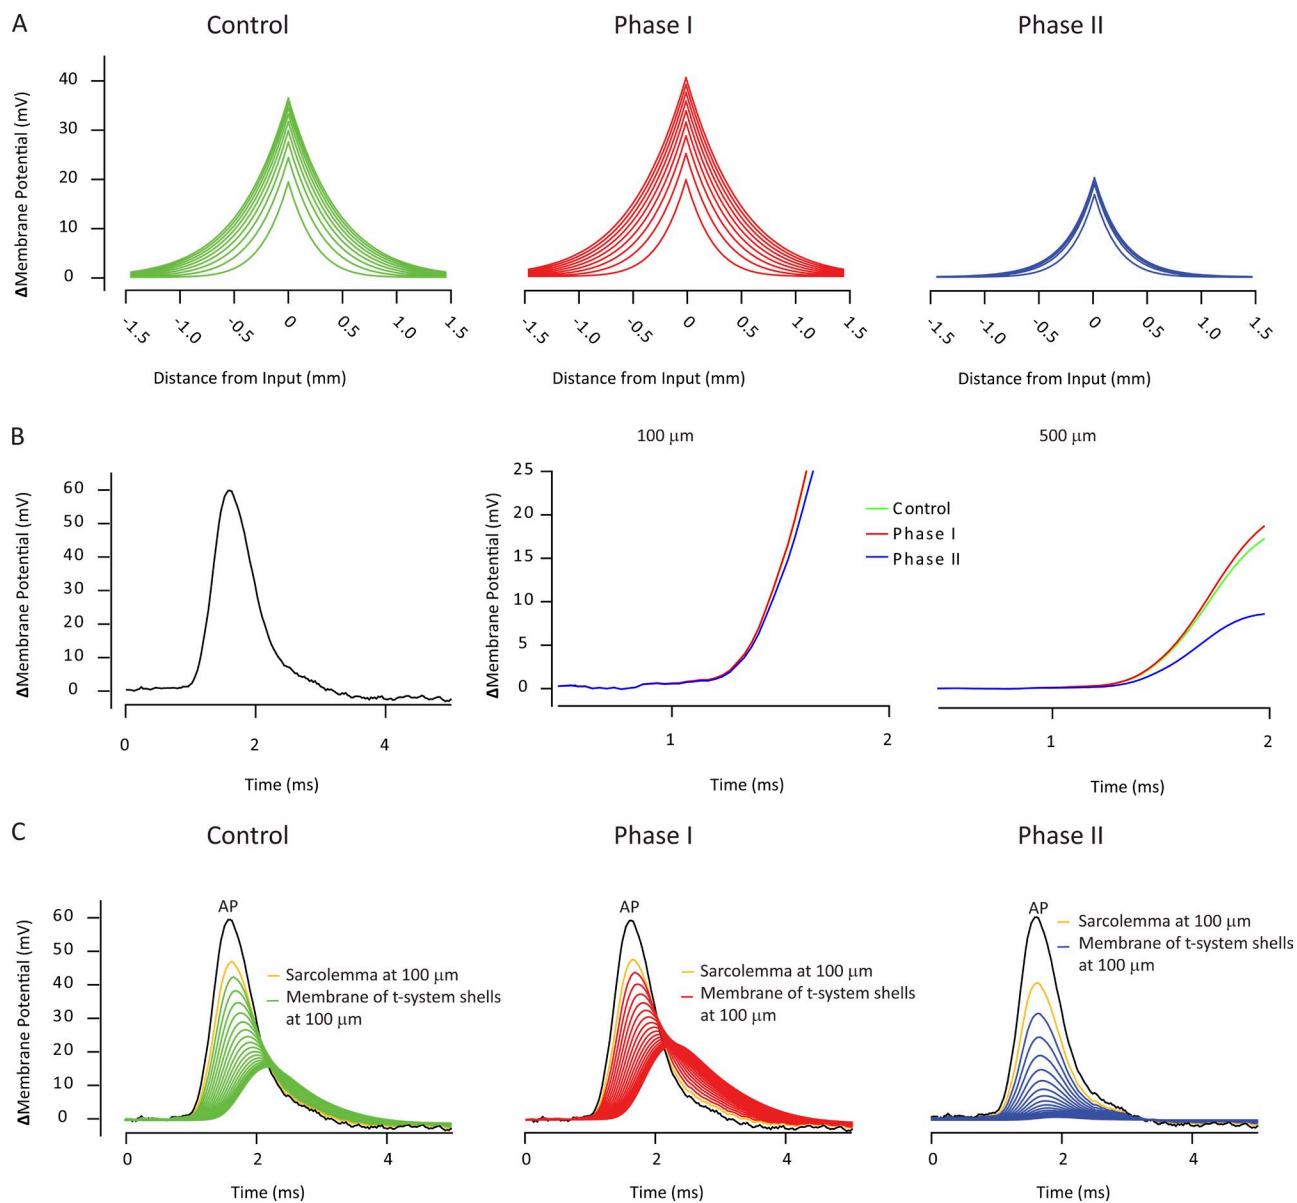 A
Control
Phase I
Phase II
ΔMembrane Potential (mV)
40
30
20
10
0
-1.5
-1.0
-0.5
0
0.5
1.0
1.5
-1.5
-1.0
-0.5
0
0.5
1.0
1.5
-1.5
-1.0
-0.5
0
0.5
1.0
1.5
Distance from Input (mm)
Distance from Input (mm)
Distance from Input (mm)
B
100 μm
500 μm
ΔMembrane Potential (mV)
60
50
40
30
20
10
0
0
2
4
Time (ms)
ΔMembrane Potential (mV)
25
20
15
10
5
0
1
2
Time (ms)
Control
Phase I
Phase II
1
2
Time (ms)
C
Control
Phase I
Phase II
ΔMembrane Potential (mV)
60
50
40
30
20
10
0
AP
Sarcolemma at 100 μm
Membrane of t-system shells
at 100 μm
0
2
4
Time (ms)
AP
Sarcolemma at 100 μm
Membrane of t-system shells
at 100 μm
0
2
4
Time (ms)
AP
Sarcolemma at 100 μm
Membrane of t-system shells
at 100 μm
0
2
4
Time (ms)